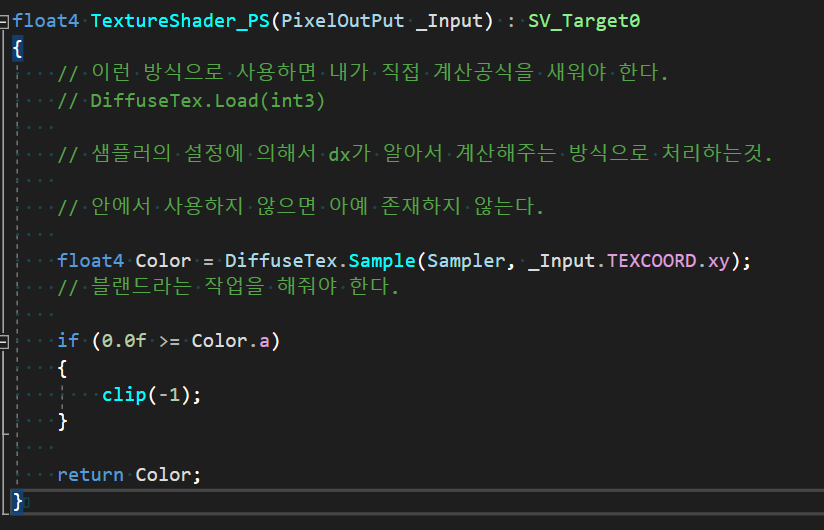 float4 TextureShader_PS(PixelOutPut _Input) : SV_Target0
{
// 이런 방식으로 사용하면 내가 직접 계산공식을 새워야 한다.
// DiffuseTex.Load(int3)
// 샘플러의 설정에 의해서 dx가 알아서 계산해주는 방식으로 처리하는것.
// 안에서 사용하지 않으면 아예 존재하지 않는다.
float4 Color = DiffuseTex.Sample(Sampler, _Input.TEXCOORD.xy);
// 블랜드라는 작업을 해줘야 한다.
if (0.0f >= Color.a)
{
clip(-1);
}
return Color;
}